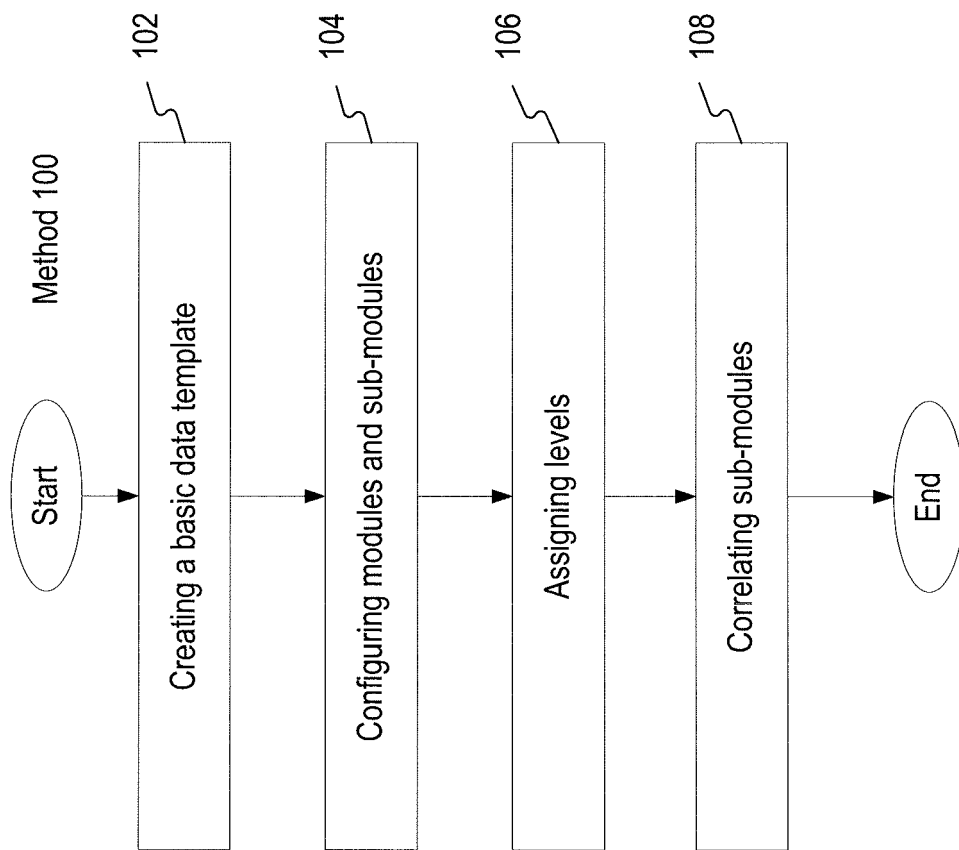 Method 100
Start
Creating a basic data template
102
Configuring modules and sub-modules
104
Assigning levels
106
Correlating sub-modules
108
End